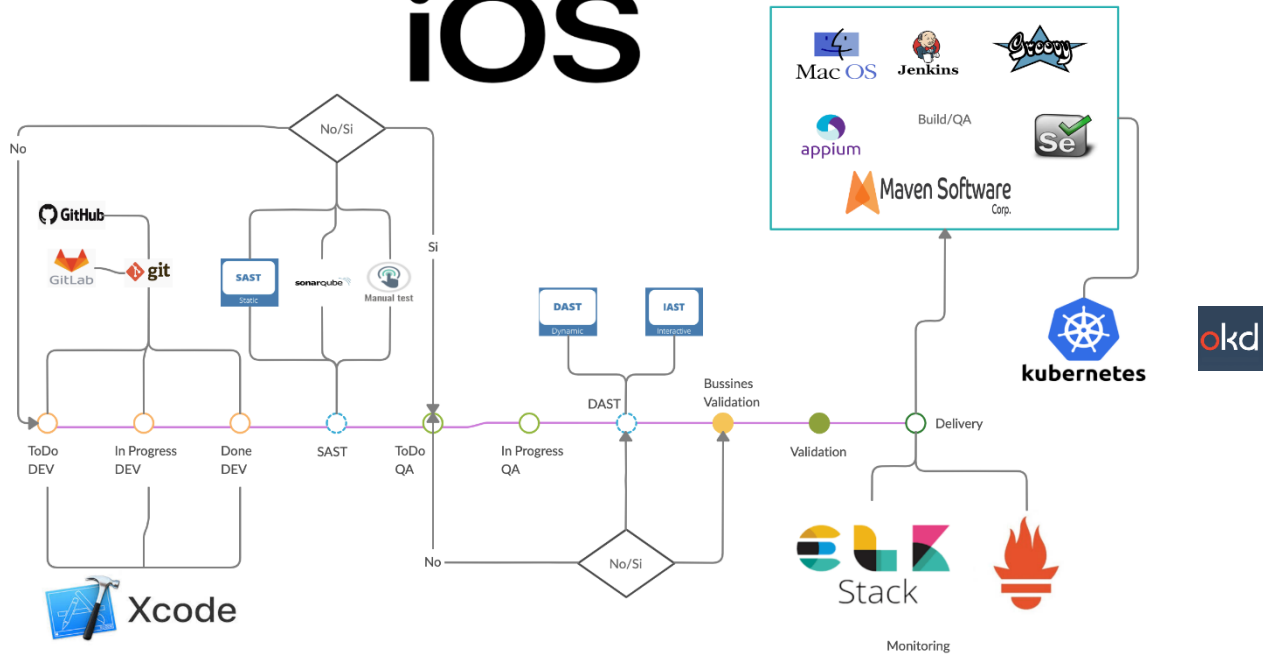 iOS
Mac OS
Jenkins
Groovy
Build/QA
appium
Se
Maven Software
Corp.
No/Si
No
GitHub
GitLab
git
SAST
Static
sonarqube
Manual test
Si
DAST
Dynamic
IAST
Interactive
kubernetes
okd
DAST
Bussines
Validation
Delivery
ToDo
DEV
In Progress
DEV
Done
DEV
SAST
ToDo
QA
In Progress
QA
Validation
No
No/Si
Xcode
ELK
Stack
Monitoring